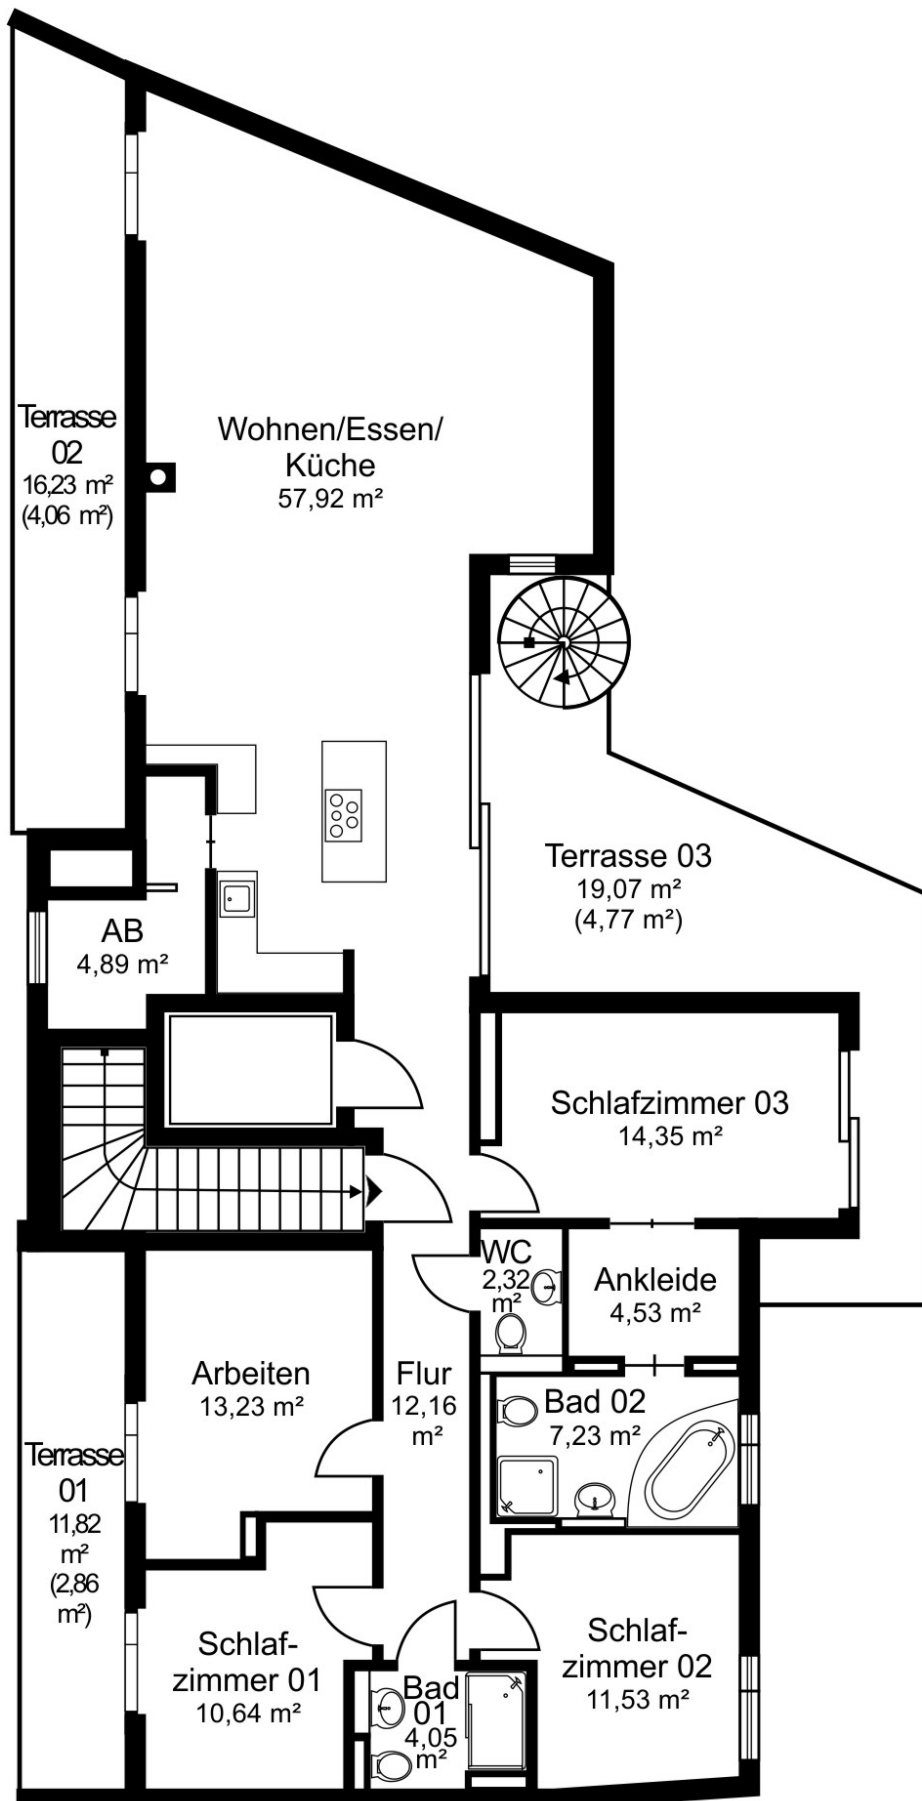 Terrasse
02
16,23 m²
(4,06 m²)
Wohnen/Essen/
Küche
57,92 m²
Terrasse 03
19,07 m²
(4,77 m²)
AB
4,89 m²
Schlafzimmer 03
14,35 m²
WC
2,32
m²
Ankleide
4,53 m²
Arbeiten
13,23 m²
Flur
12,16
m²
Bad 02
7,23 m²
Terrasse
01
11,82
m²
(2,86
m²)
Schlaf-
zimmer 01
10,64 m²
Bad
01
4,05
m²
Schlaf-
zimmer 02
11,53 m²